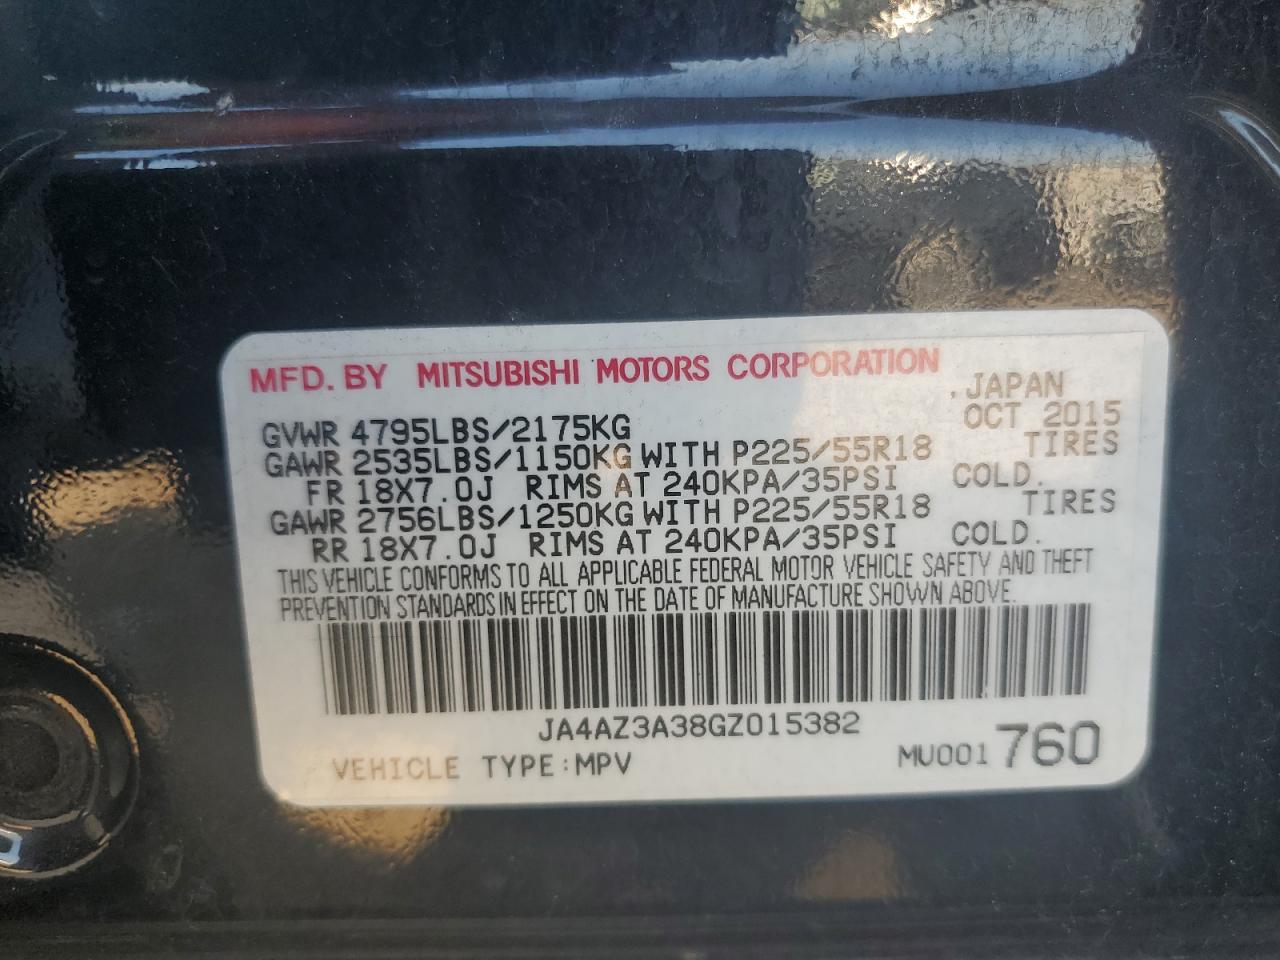 MFD. BY MITSUBISHI MOTORS CORPORATION
, JAPAN
OCT 2015
GVWR 4795LBS/2175KG
GAWR 2535LBS/1150KG WITH P225/55R18 TIRES
FR 18X7.0J RIMS AT 240KPA/35PSI COLD.
GAWR 2756LBS/1250KG WITH P225/55R18 TIRES
RR 18X7.0J RIMS AT 240KPA/35PSI COLD.
THIS VEHICLE CONFORMS TO ALL APPLICABLE FEDERAL MOTOR VEHICLE SAFETY AND THEFT
PREVENTION STANDARDS IN EFFECT ON THE DATE OF MANUFACTURE SHOWN ABOVE.
JA4AZ3A38GZ015382
VEHICLE TYPE:MPV MU001760